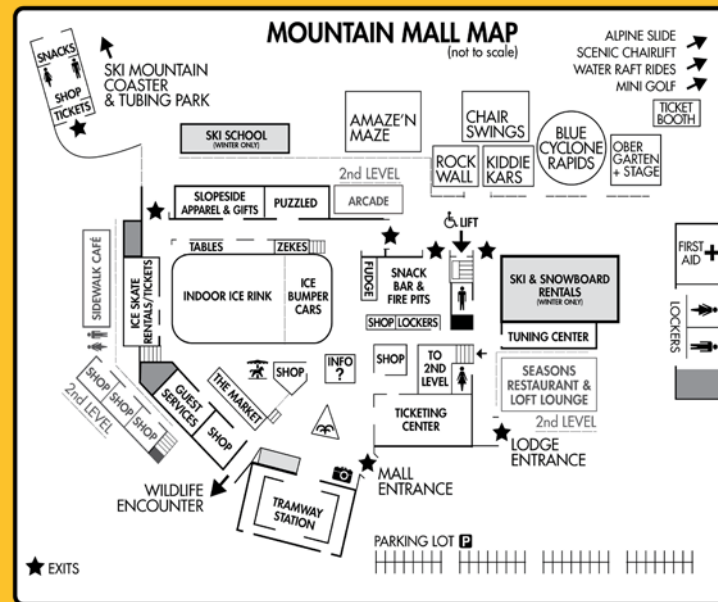 MOUNTAIN MALL MAP
(not to scale)
ALPINE SLIDE
SCENIC CHAIRLIFT
WATER RAFT RIDES
MINI GOLF
TICKET
BOOTH
SNACKS
SHOP
TICKETS
SKI MOUNTAIN
COASTER
& TUBING PARK
SKI SCHOOL
(WINTER ONLY)
AMAZE'N
MAZE
CHAIR
SWINGS
ROCK
WALL
KIDDIE
KARS
BLUE
CYCLONE
RAPIDS
OBER
GARTEN
+ STAGE
2nd LEVEL
ARCADE
SLOPESIDE
APPAREL & GIFTS
PUZZLED
LIFT
FIRST
AID
LOCKERS
SIDEWALK CAFÉ
ICE SKATE
RENTALS/TICKETS
TABLES
ZEKES
INDOOR ICE RINK
ICE
BUMPER
CARS
FUDGE
SNACK
BAR &
FIRE PITS
SHOP
LOCKERS
SKI & SNOWBOARD
RENTALS
(WINTER ONLY)
TUNING CENTER
SEASONS
RESTAURANT &
LOFT LOUNGE
2nd LEVEL
SHOP
INFO
?
SHOP
TO
2ND
LEVEL
TICKETING
CENTER
SHOP
SHOP
SHOP
2nd LEVEL
GUEST
SERVICES
SHOP
THE MARKET
LODGE
ENTRANCE
MALL
ENTRANCE
WILDLIFE
ENCOUNTER
TRAMWAY
STATION
PARKING LOT P
EXITS